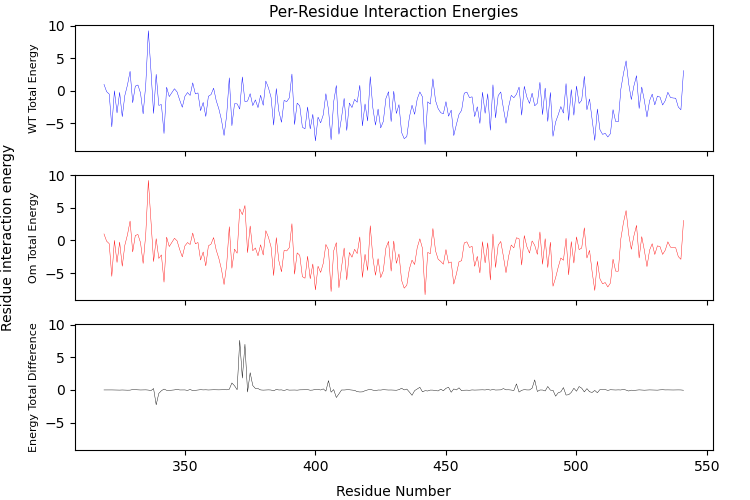 Per-Residue Interaction Energies
Residue interaction energy
WT Total Energy
10
5
0
−5
Om Total Energy
10
5
0
−5
Energy Total Difference
10
5
0
−5
350
400
450
500
550
Residue Number